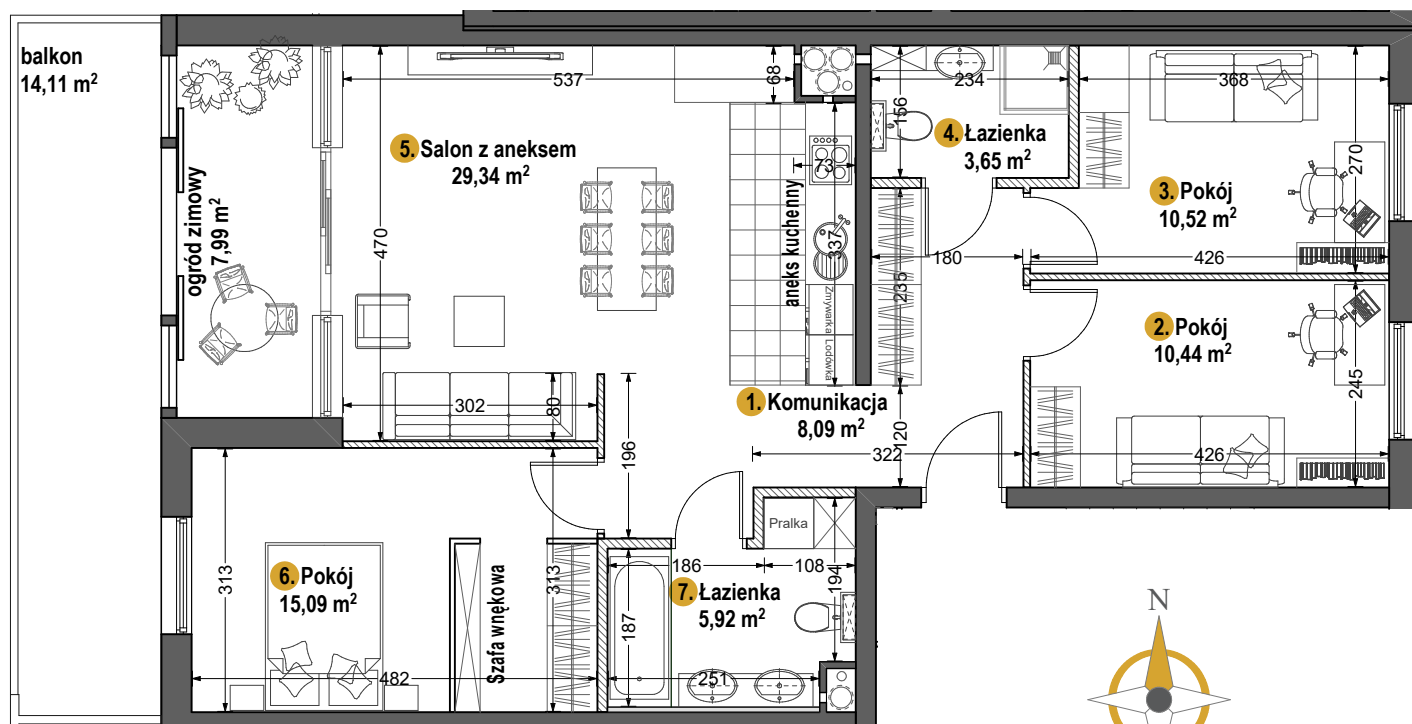 balkon
14,11 m²
ogród zimowy
7,99 m²
537
68
5. Salon z aneksem
29,34 m²
470
73
aneks kuchenny
337
Zmywarka
Lodówka
302
80
196
234
156
4. Łazienka
3,65 m²
368
270
3. Pokój
10,52 m²
180
235
426
2. Pokój
10,44 m²
245
1. Komunikacja
8,09 m²
322
120
426
313
6. Pokój
15,09 m²
482
Szafa wnękowa
313
Pralka
186
108
194
7. Łazienka
5,92 m²
187
251
N